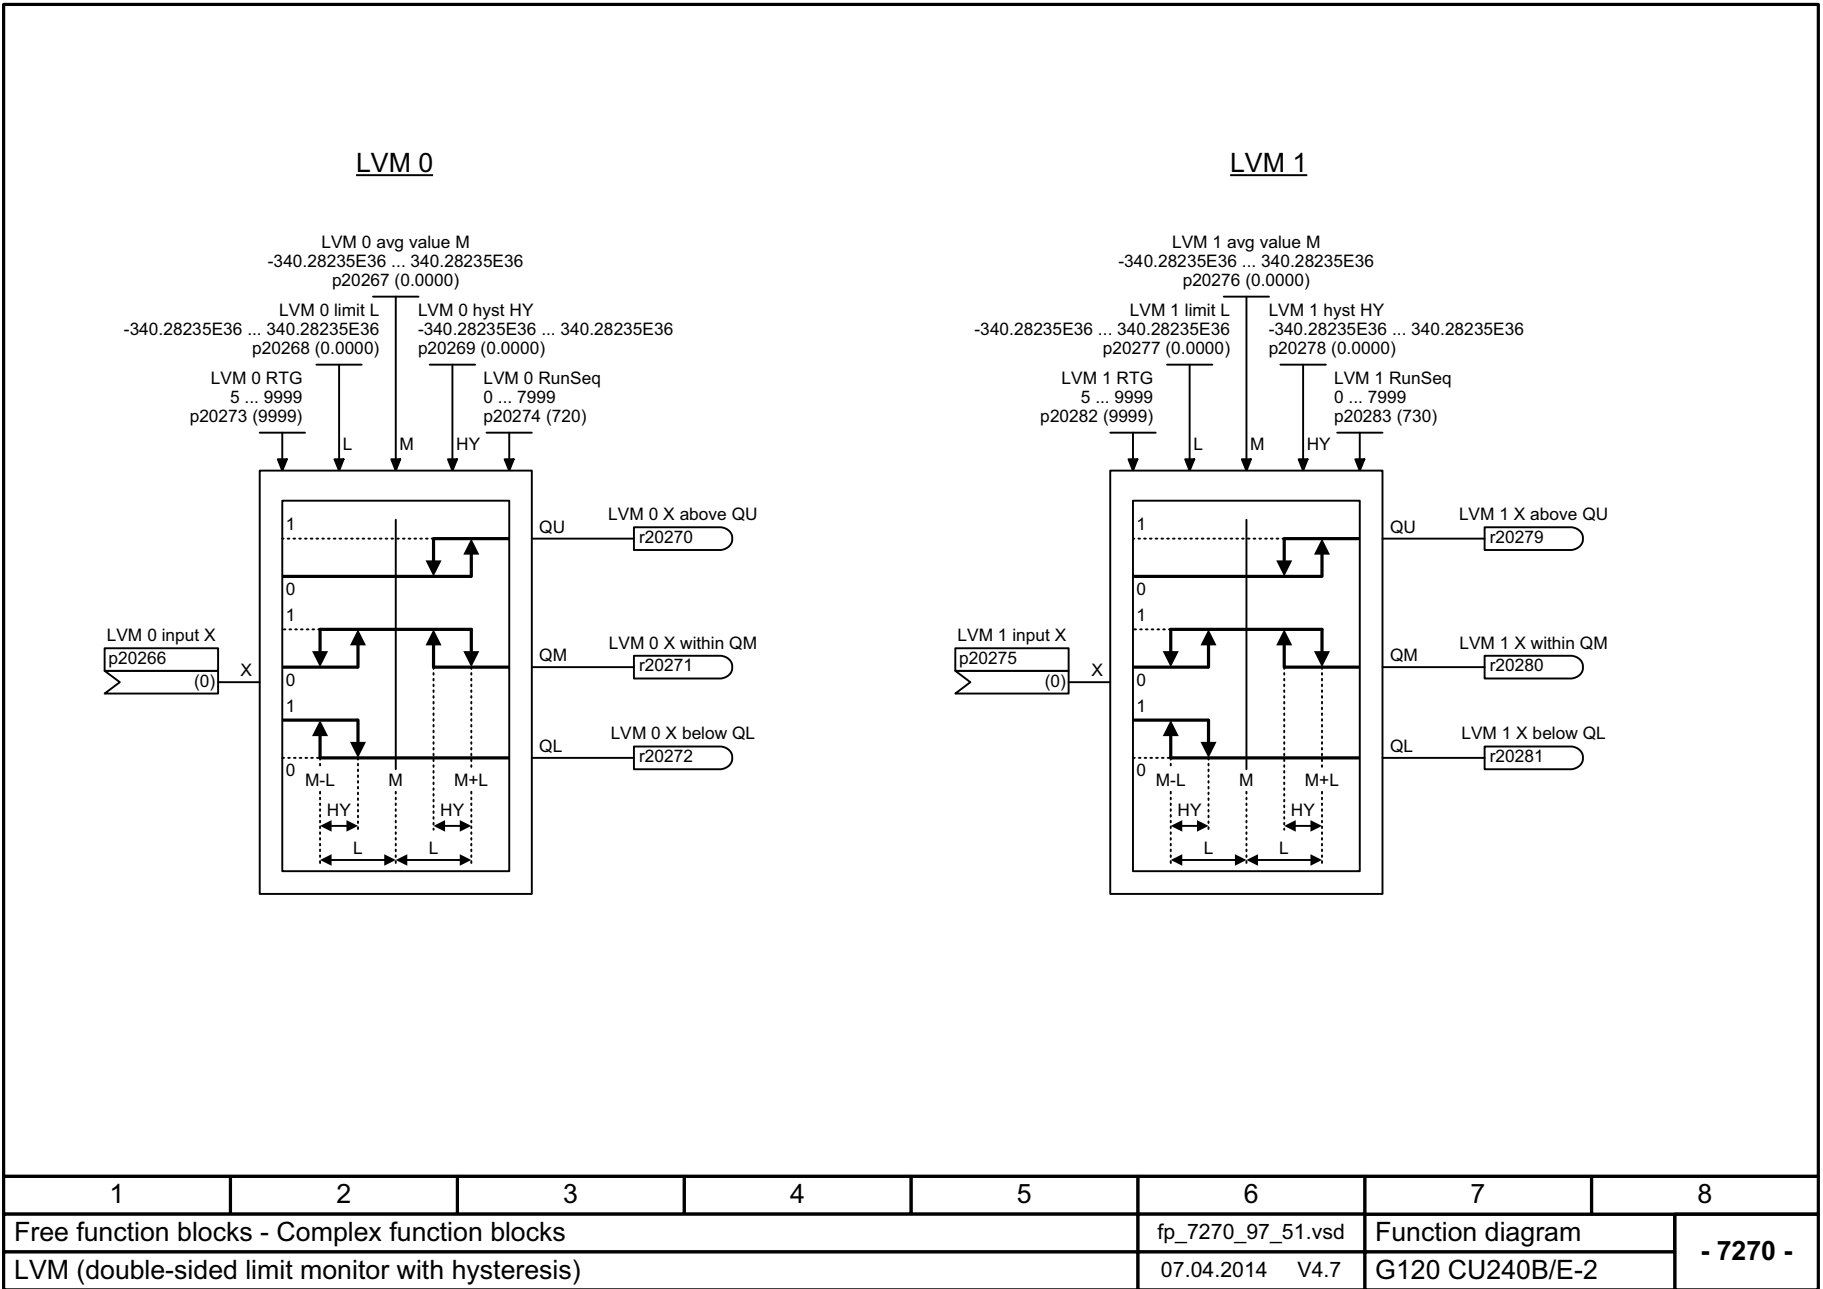 LVM 0
LVM 0 avg value M
-340.28235E36 ... 340.28235E36
p20267 (0.0000)
LVM 0 limit L
-340.28235E36 ... 340.28235E36
p20268 (0.0000)
LVM 0 hyst HY
-340.28235E36 ... 340.28235E36
p20269 (0.0000)
LVM 0 RTG
5 ... 9999
p20273 (9999)
LVM 0 RunSeq
0 ... 7999
p20274 (720)
L
M
HY
LVM 0 input X
p20266
(0)
X
1
0
1
0
1
0
M-L
M
M+L
HY
HY
L
L
QU
LVM 0 X above QU
r20270
QM
LVM 0 X within QM
r20271
QL
LVM 0 X below QL
r20272
LVM 1
LVM 1 avg value M
-340.28235E36 ... 340.28235E36
p20276 (0.0000)
LVM 1 limit L
-340.28235E36 ... 340.28235E36
p20277 (0.0000)
LVM 1 hyst HY
-340.28235E36 ... 340.28235E36
p20278 (0.0000)
LVM 1 RTG
5 ... 9999
p20282 (9999)
LVM 1 RunSeq
0 ... 7999
p20283 (730)
L
M
HY
LVM 1 input X
p20275
(0)
X
1
0
1
0
1
0
M-L
M
M+L
HY
HY
L
L
QU
LVM 1 X above QU
r20279
QM
LVM 1 X within QM
r20280
QL
LVM 1 X below QL
r20281
1 2 3 4 5 6 7 8
Free function blocks - Complex function blocks
fp_7270_97_51.vsd
Function diagram
- 7270 -
LVM (double-sided limit monitor with hysteresis)
07.04.2014 V4.7
G120 CU240B/E-2